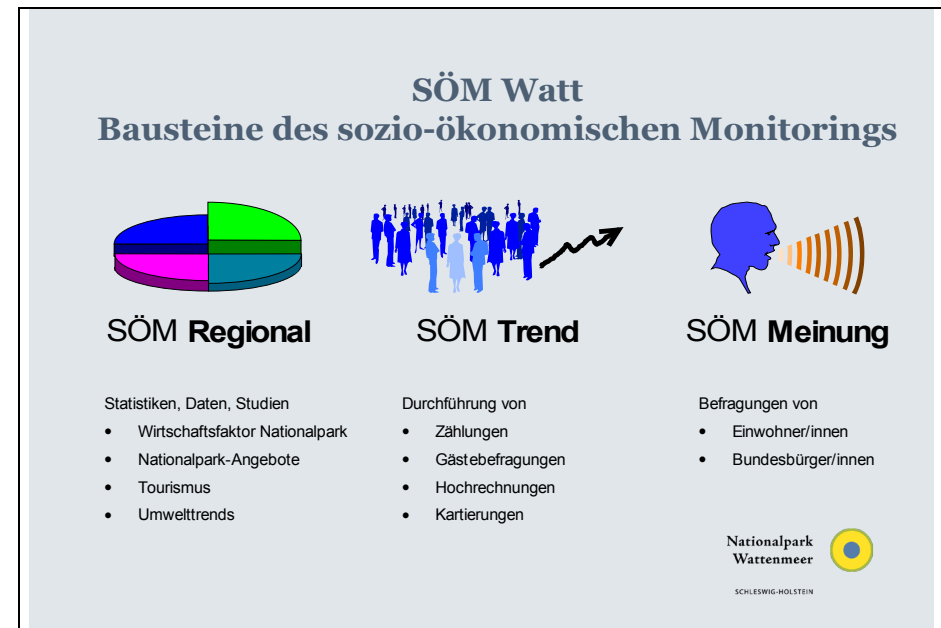 SÖM Watt
Bausteine des sozio-ökonomischen Monitorings
SÖM Regional
Statistiken, Daten, Studien
• Wirtschaftsfaktor Nationalpark
• Nationalpark-Angebote
• Tourismus
• Umwelttrends
SÖM Trend
Durchführung von
• Zählungen
• Gästebefragungen
• Hochrechnungen
• Kartierungen
SÖM Meinung
Befragungen von
• Einwohner/innen
• Bundesbürger/innen
Nationalpark
Wattenmeer
SCHLESWIG-HOLSTEIN